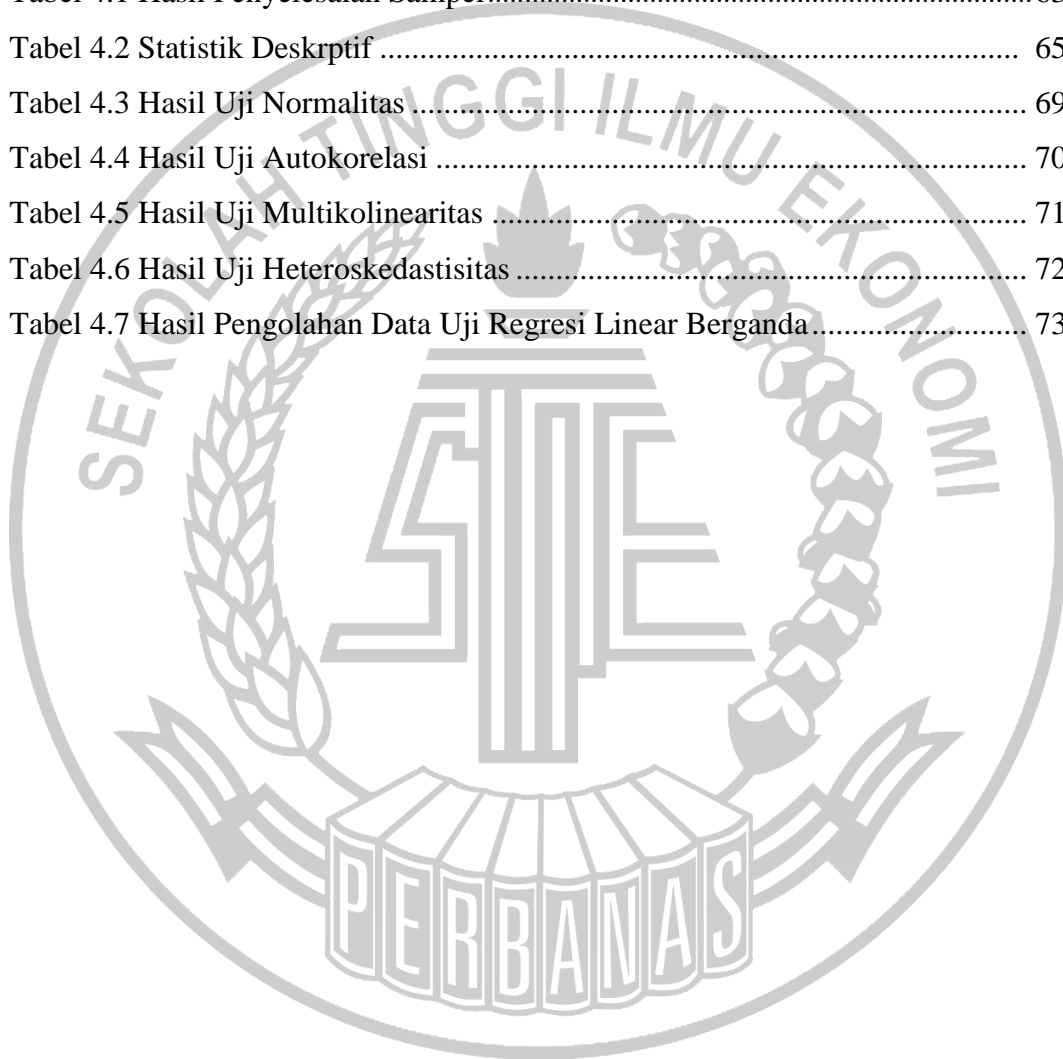 Tabel 4.2 Statistik Deskrptif .......... 65
Tabel 4.3 Hasil Uji Normalitas .......... 69
Tabel 4.4 Hasil Uji Autokorelasi .......... 70
Tabel 4.5 Hasil Uji Multikolinearitas .......... 71
Tabel 4.6 Hasil Uji Heteroskedastisitas .......... 72
Tabel 4.7 Hasil Pengolahan Data Uji Regresi Linear Berganda .......... 73
SEKOLAH TINGGI ILMU EKONOMI
STIE
PERBANAS